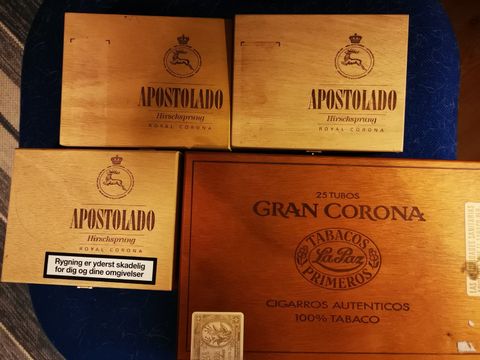 APOSTOLADO
Hirschsprung
ROYAL CORONA
APOSTOLADO
Hirschsprung
ROYAL CORONA
APOSTOLADO
Hirschsprung
ROYAL CORONA
Rygning er yderst skadelig
for dig og dine omgivelser
25 TUBOS
GRAN CORONA
TABACOS
La Paz
PRIMEROS
CIGARROS AUTENTICOS
100% TABACO